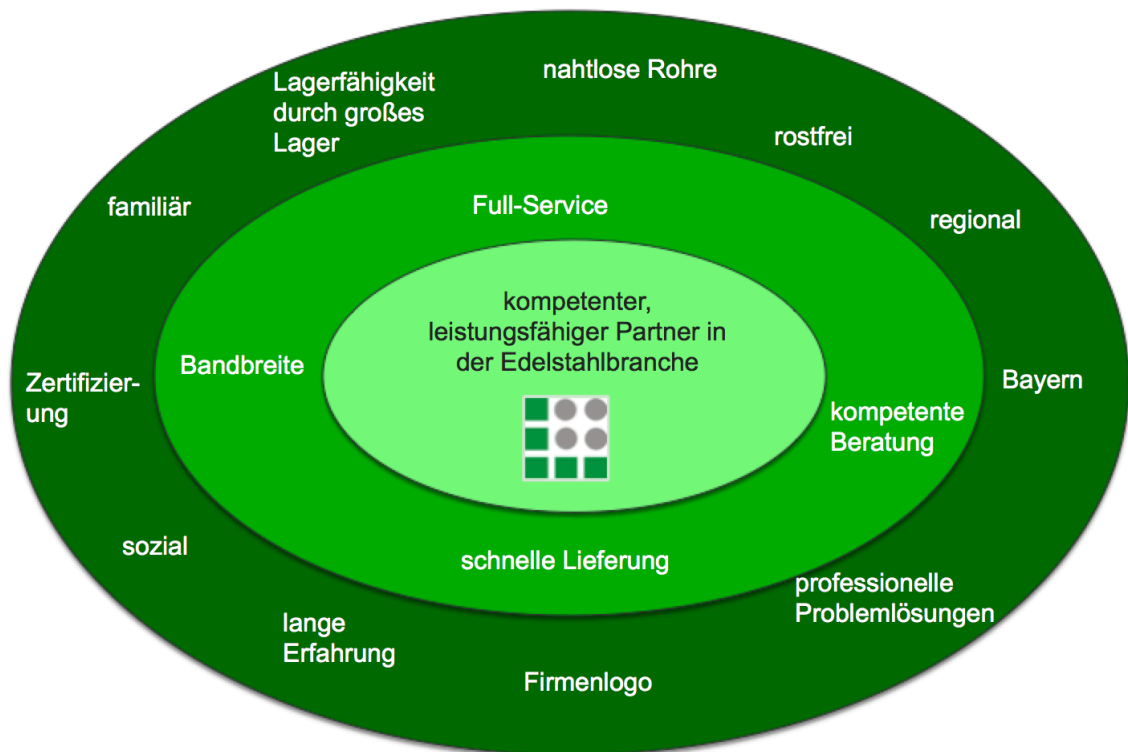 nahtlose Rohre
Lagerfähigkeit
durch großes
Lager
rostfrei
familiär
Full-Service
regional
kompetenter,
leistungsfähiger Partner in
der Edelstahlbranche
Bandbreite
Zertifizier-
ung
Bayern
kompetente
Beratung
sozial
schnelle Lieferung
professionelle
Problemlösungen
lange
Erfahrung
Firmenlogo